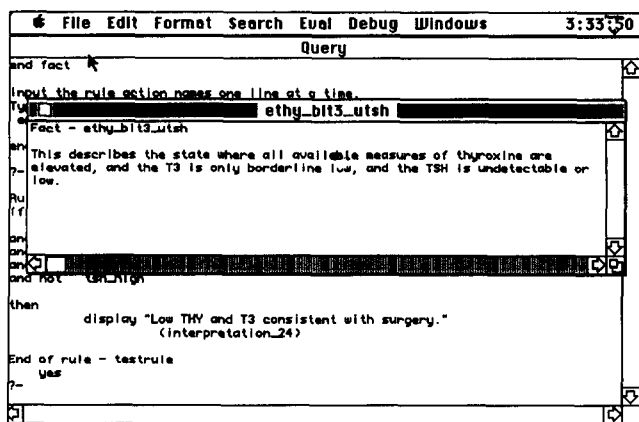 File Edit Format Search Eval Debug Windows 3:33:50
Query
end fact
Input the rule action names one line at a time.
ethy_blt3_utsh
Fact - ethy_blt3_utsh
This describes the state where all available measures of thyroxine are
elevated, and the T3 is only borderline low, and the TSH is undetectable or
low.
?-
and not tsh_high
then
display "Low THY and T3 consistent with surgery."
(interpretation_24)
End of rule - testrule
yes
?-